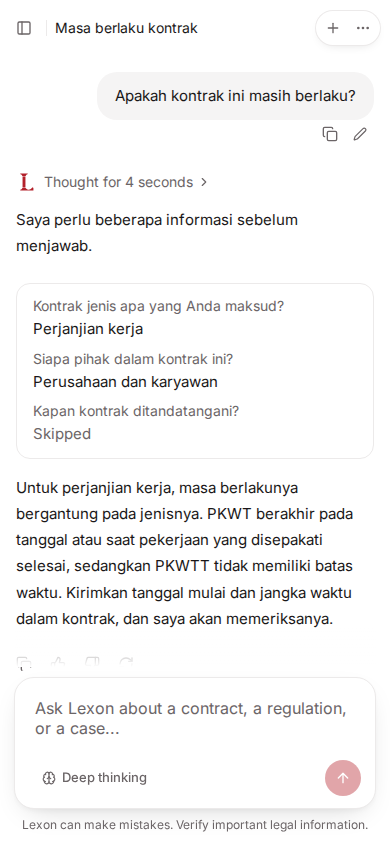 Masa berlaku kontrak
Apakah kontrak ini masih berlaku?
L Thought for 4 seconds
Saya perlu beberapa informasi sebelum
menjawab.
Kontrak jenis apa yang Anda maksud?
Perjanjian kerja
Siapa pihak dalam kontrak ini?
Perusahaan dan karyawan
Kapan kontrak ditandatangani?
Skipped
Untuk perjanjian kerja, masa berlakunya
bergantung pada jenisnya. PKWT berakhir pada
tanggal atau saat pekerjaan yang disepakati
selesai, sedangkan PKWTT tidak memiliki batas
waktu. Kirimkan tanggal mulai dan jangka waktu
dalam kontrak, dan saya akan memeriksanya.
Ask Lexon about a contract, a regulation,
or a case...
Deep thinking
Lexon can make mistakes. Verify important legal information.